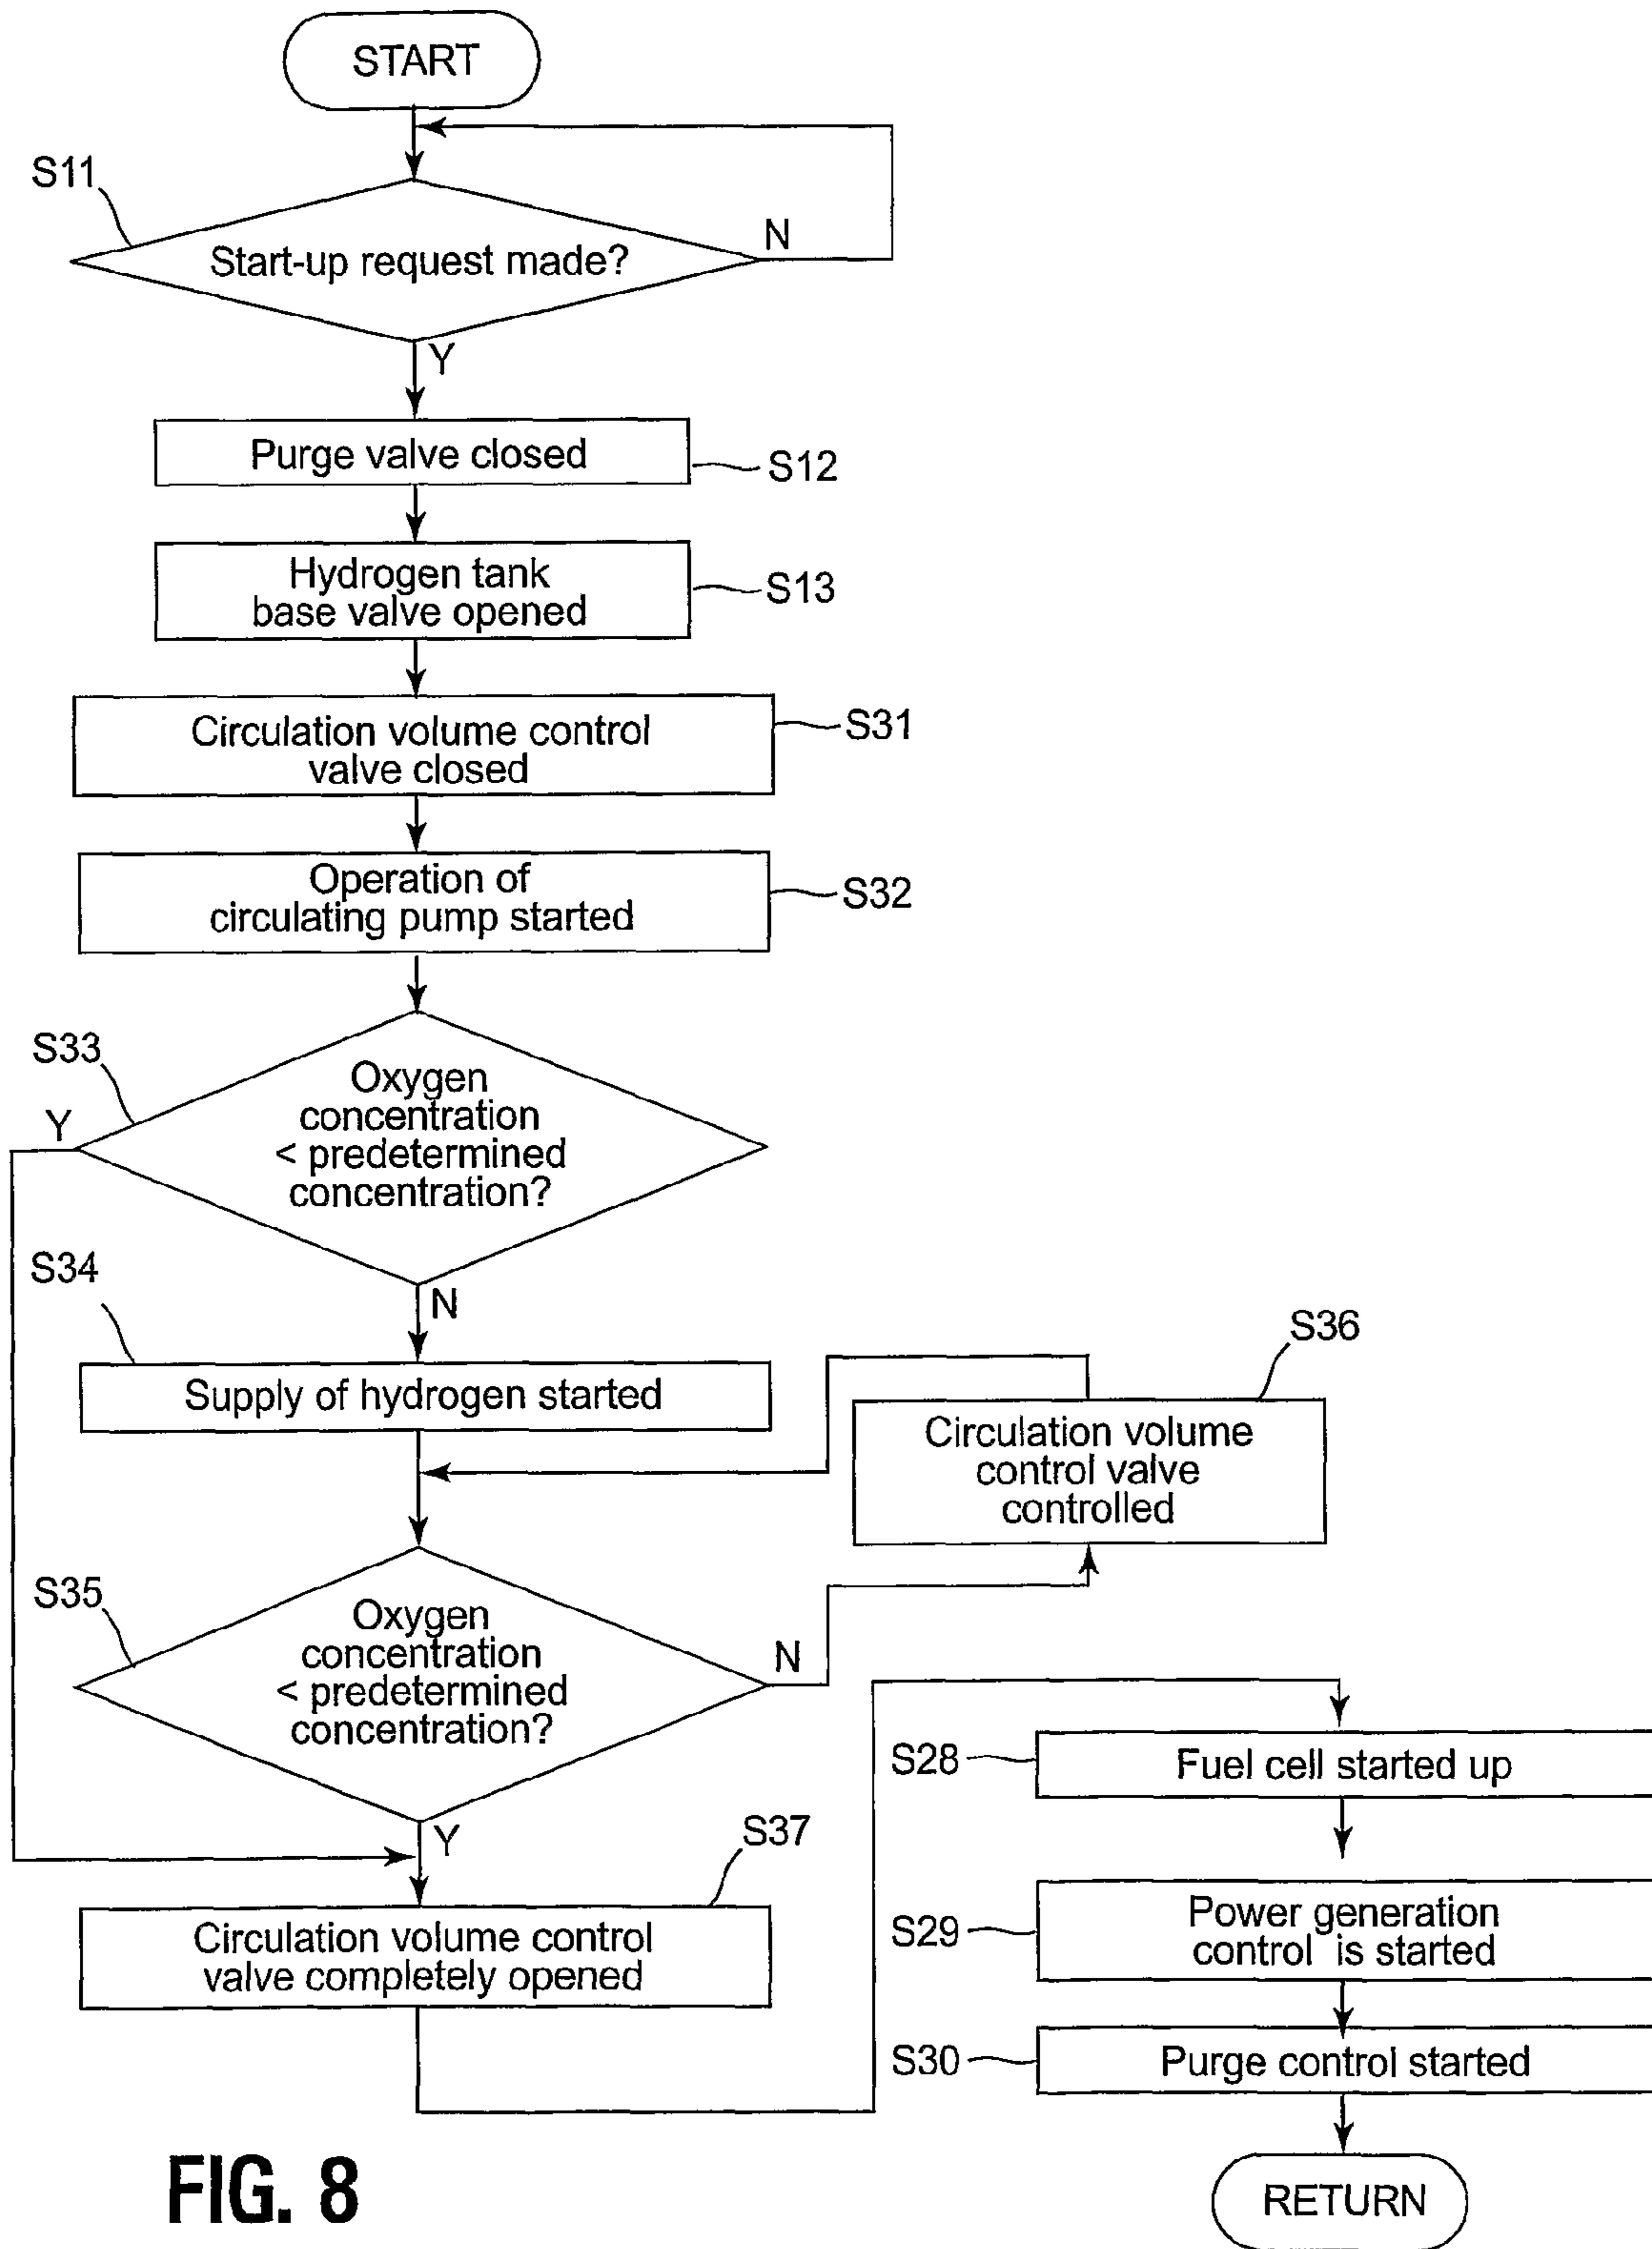 START
S11
Start-up request made?
N
Y
Purge valve closed
S12
Hydrogen tank
base valve opened
S13
Circulation volume control
valve closed
S31
Operation of
circulating pump started
S32
S33
Y
Oxygen
concentration
< predetermined
concentration?
N
S34
Supply of hydrogen started
S36
Circulation volume
control valve
controlled
S35
Oxygen
concentration
< predetermined
concentration?
N
Y
S37
Circulation volume control
valve completely opened
S28
Fuel cell started up
S29
Power generation
control is started
S30
Purge control started
RETURN
FIG. 8